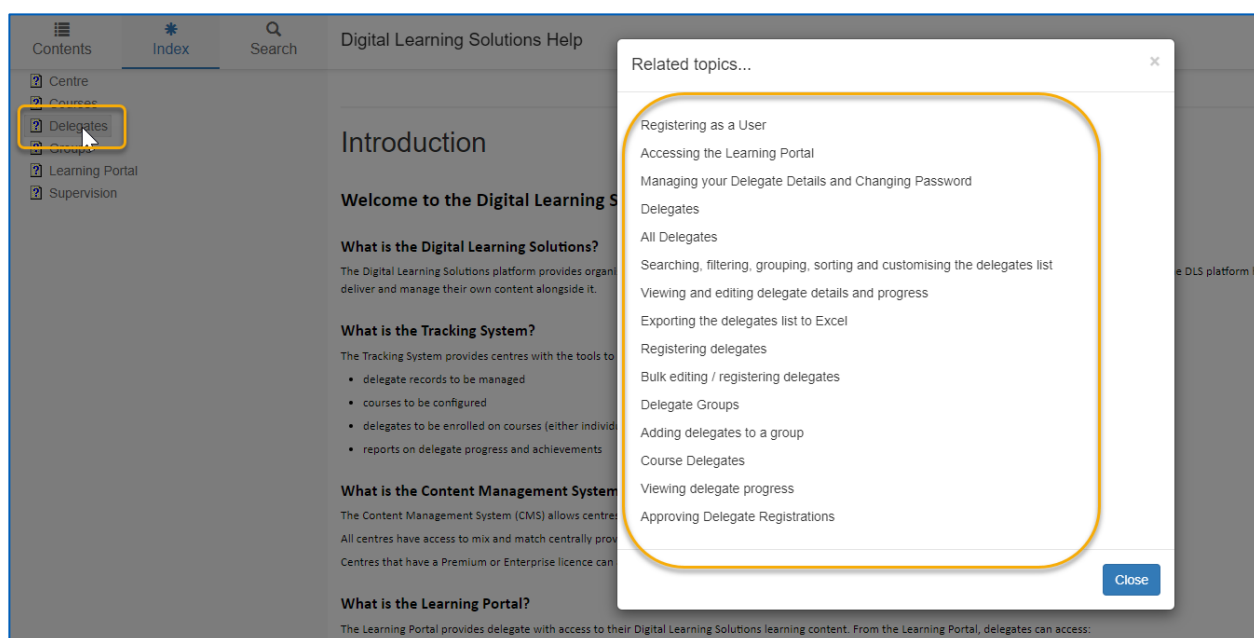 Contents
Index
Search
Centre
Courses
Delegates
Groups
Learning Portal
Supervision
Digital Learning Solutions Help
Introduction
Welcome to the Digital Learning S
What is the Digital Learning Solutions?
The Digital Learning Solutions platform provides organi
e DLS platform
deliver and manage their own content alongside it.
What is the Tracking System?
The Tracking System provides centres with the tools to
• delegate records to be managed
• courses to be configured
• delegates to be enrolled on courses (either individ
• reports on delegate progress and achievements
What is the Content Management System
The Content Management System (CMS) allows centres
All centres have access to mix and match centrally prov
Centres that have a Premium or Enterprise licence can
What is the Learning Portal?
The Learning Portal provides delegate with access to their Digital Learning Solutions learning content. From the Learning Portal, delegates can access:
Related topics...
×
Registering as a User
Accessing the Learning Portal
Managing your Delegate Details and Changing Password
Delegates
All Delegates
Searching, filtering, grouping, sorting and customising the delegates list
Viewing and editing delegate details and progress
Exporting the delegates list to Excel
Registering delegates
Bulk editing / registering delegates
Delegate Groups
Adding delegates to a group
Course Delegates
Viewing delegate progress
Approving Delegate Registrations
Close